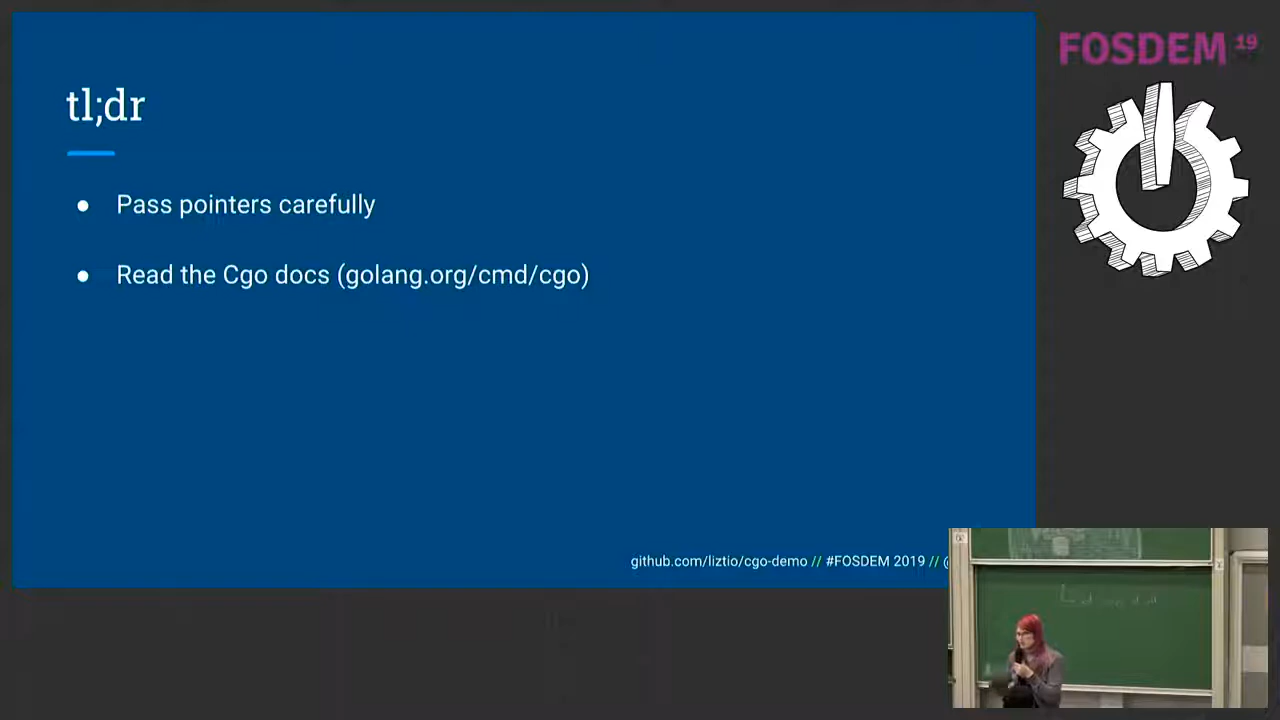 FOSDEM 19
tl;dr
● Pass pointers carefully
● Read the Cgo docs (golang.org/cmd/cgo)
github.com/liztio/cgo-demo // #FOSDEM 2019 // @